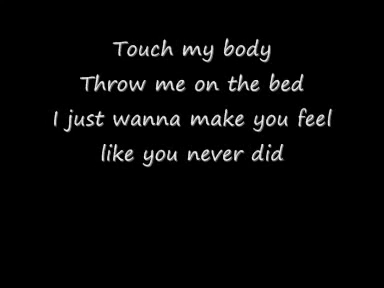 Touch my body
Throw me on the bed
I just wanna make you feel
like you never did